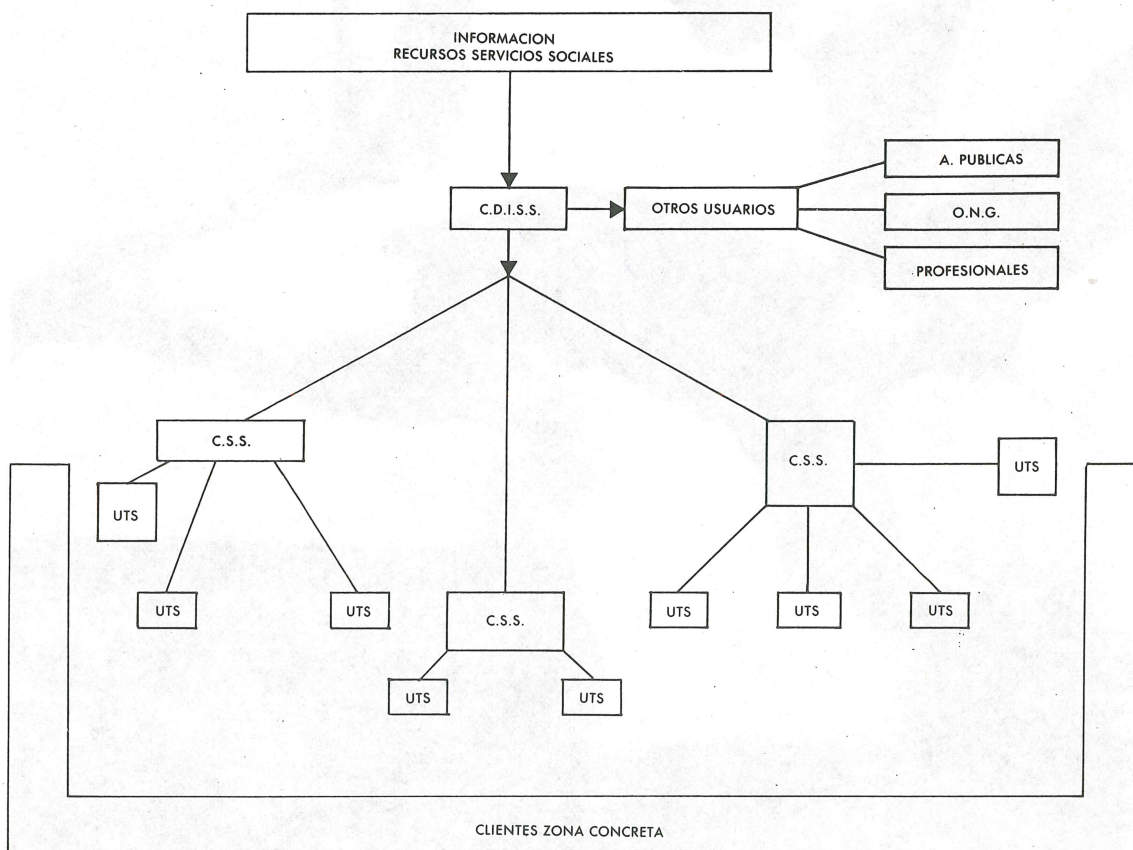 INFORMACION
RECURSOS SERVICIOS SOCIALES
A. PUBLICAS
C.D.I.S.S.
OTROS USUARIOS
O.N.G.
PROFESIONALES
C.S.S.
C.S.S.
UTS
UTS
UTS
UTS
C.S.S.
UTS
UTS
UTS
UTS
UTS
CLIENTES ZONA CONCRETA